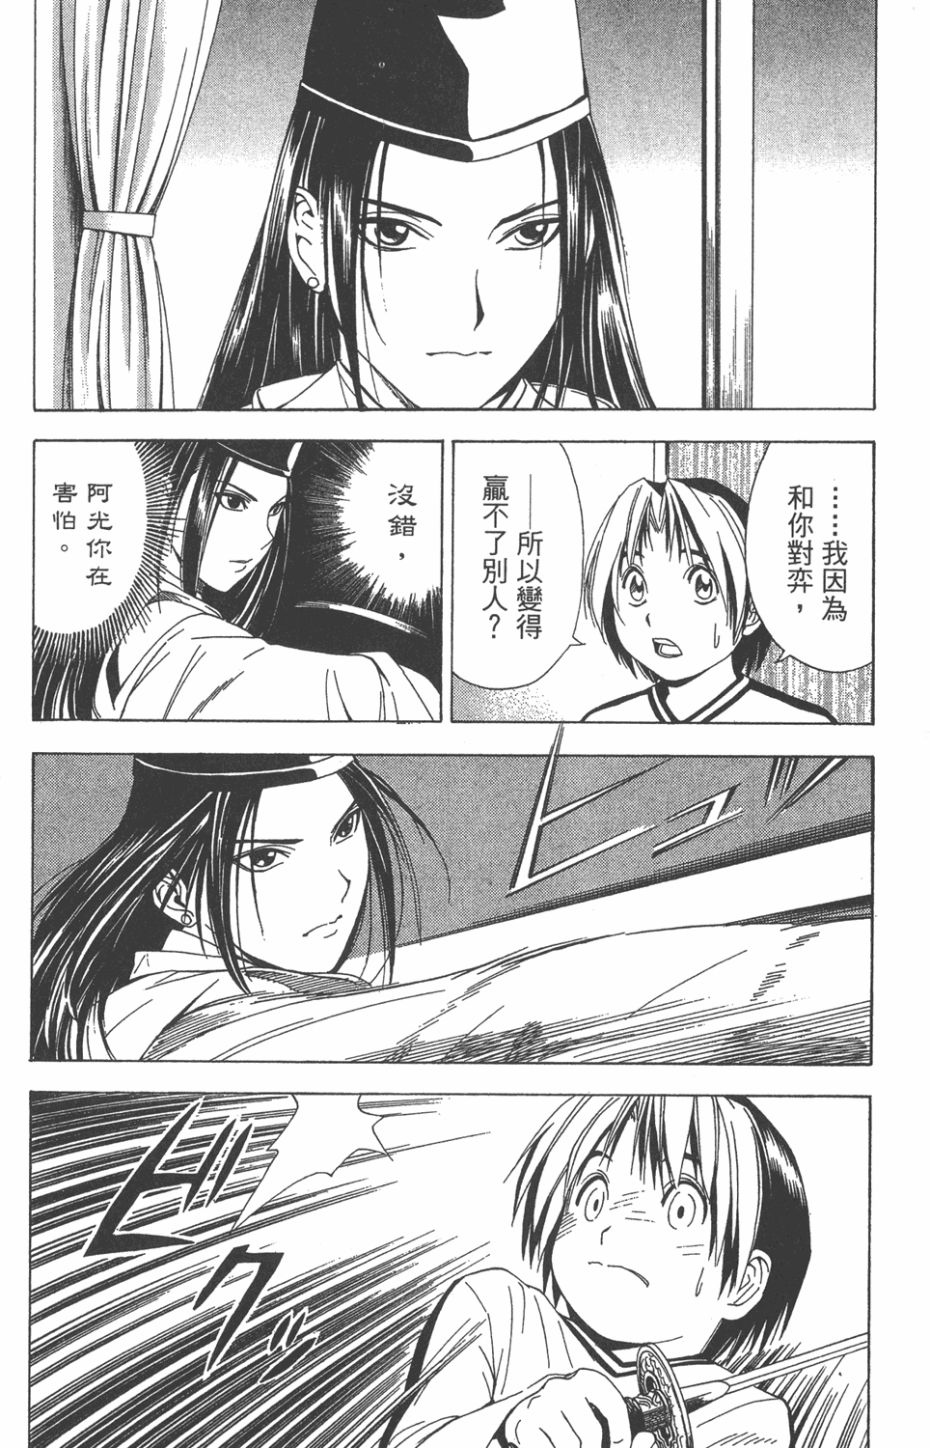 ……我因為
和你對弈，
——所以變得
贏不了別人？
沒錯，
阿光你在
害怕。
ビュッ
ビクッ